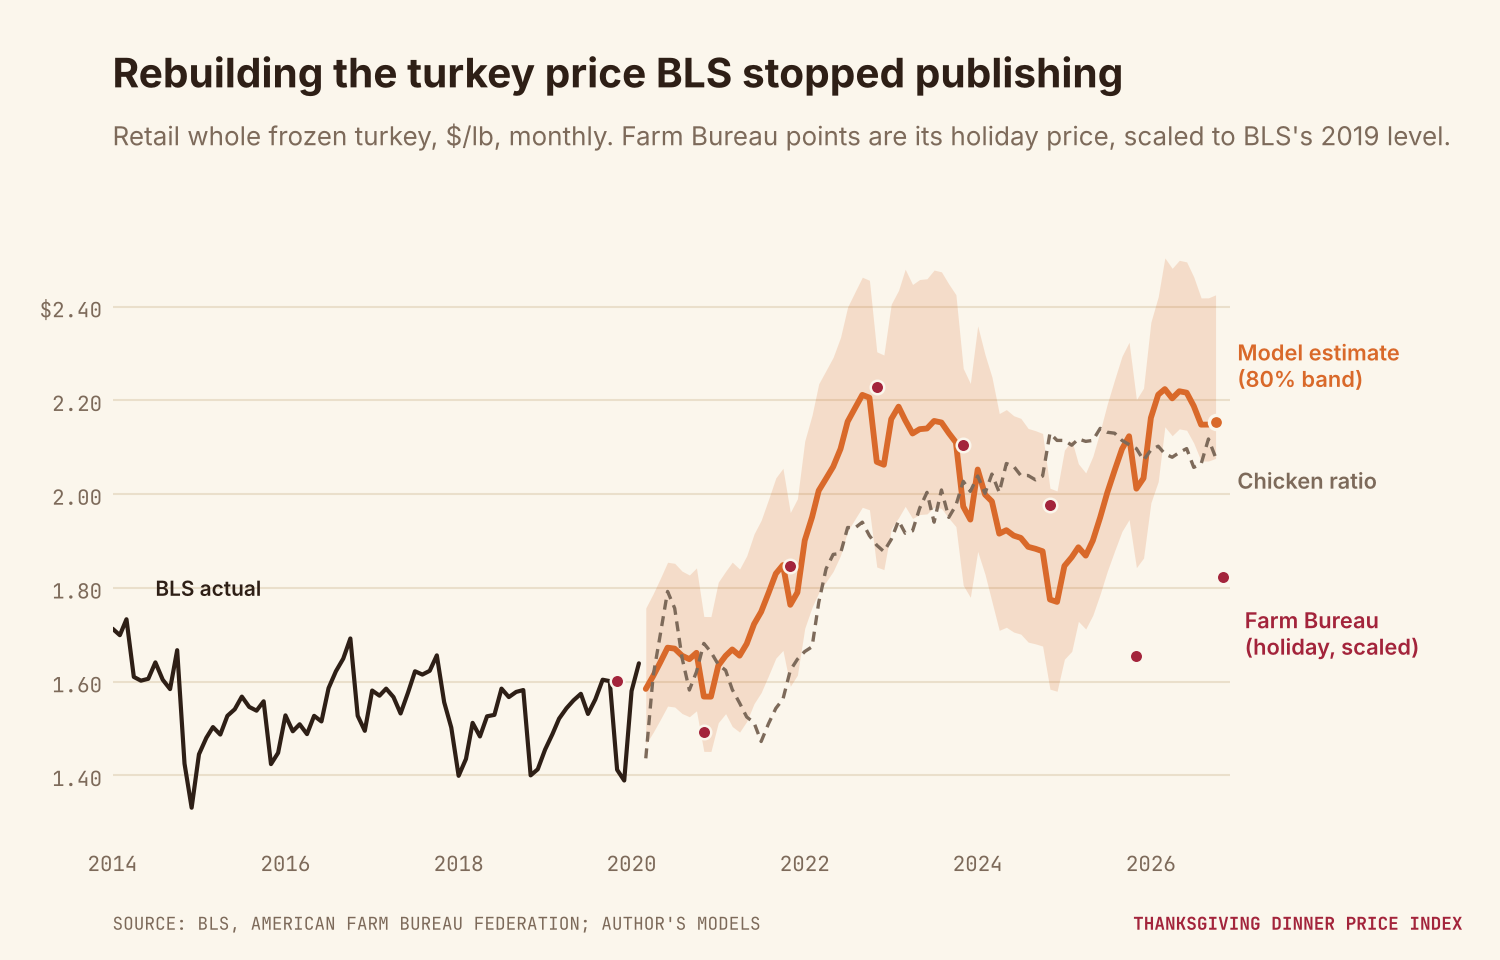 Rebuilding the turkey price BLS stopped publishing
Retail whole frozen turkey, $/lb, monthly. Farm Bureau points are its holiday price, scaled to BLS's 2019 level.
$2.40
Model estimate
(80% band)
2.20
Chicken ratio
2.00
BLS actual
1.80
Farm Bureau
(holiday, scaled)
1.60
1.40
2014 2016 2018 2020 2022 2024 2026
SOURCE: BLS, AMERICAN FARM BUREAU FEDERATION; AUTHOR'S MODELS
THANKSGIVING DINNER PRICE INDEX